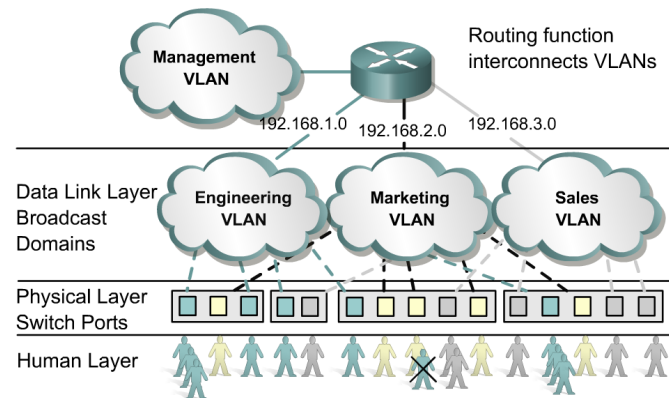 Management
VLAN
Routing function
interconnects VLANs
192.168.1.0
192.168.2.0
192.168.3.0
Data Link Layer
Broadcast
Domains
Engineering
VLAN
Marketing
VLAN
Sales
VLAN
Physical Layer
Switch Ports
Human Layer